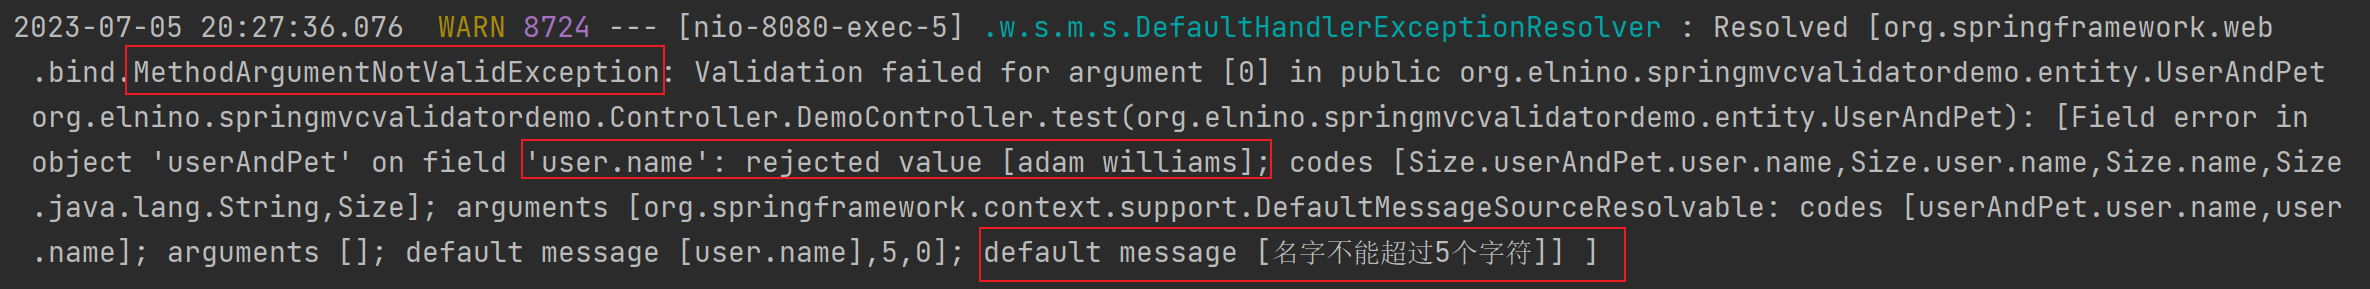 2023-07-05 20:27:36.076  WARN 8724 --- [nio-8080-exec-5] .w.s.m.s.DefaultHandlerExceptionResolver : Resolved [org.springframework.web
.bind.MethodArgumentNotValidException: Validation failed for argument [0] in public org.elnino.springmvcvalidatordemo.entity.UserAndPet
org.elnino.springmvcvalidatordemo.Controller.DemoController.test(org.elnino.springmvcvalidatordemo.entity.UserAndPet): [Field error in
object 'userAndPet' on field 'user.name': rejected value [adam williams]; codes [Size.userAndPet.user.name,Size.user.name,Size.name,Size
.java.lang.String,Size]; arguments [org.springframework.context.support.DefaultMessageSourceResolvable: codes [userAndPet.user.name,user
.name]; arguments []; default message [user.name],5,0]; default message [名字不能超过5个字符]] ]